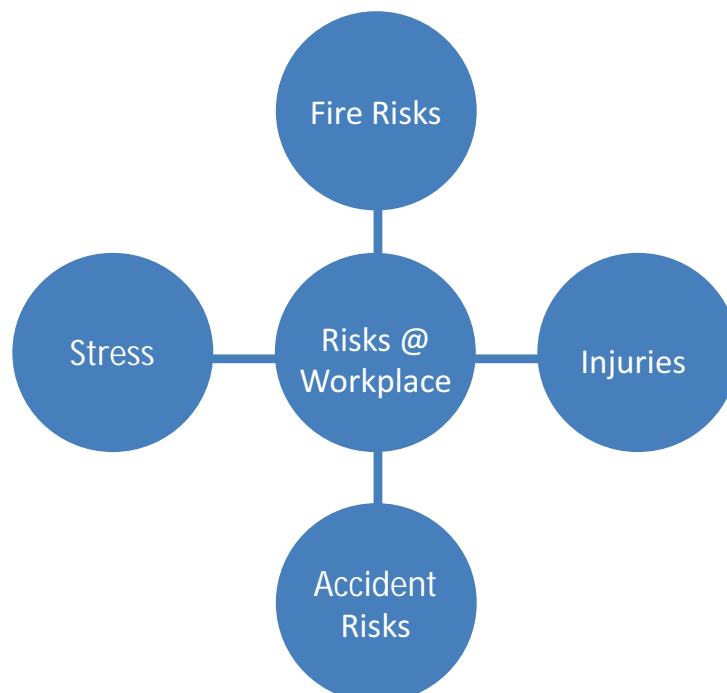 Fire Risks
Stress
Risks @
Workplace
Injuries
Accident
Risks